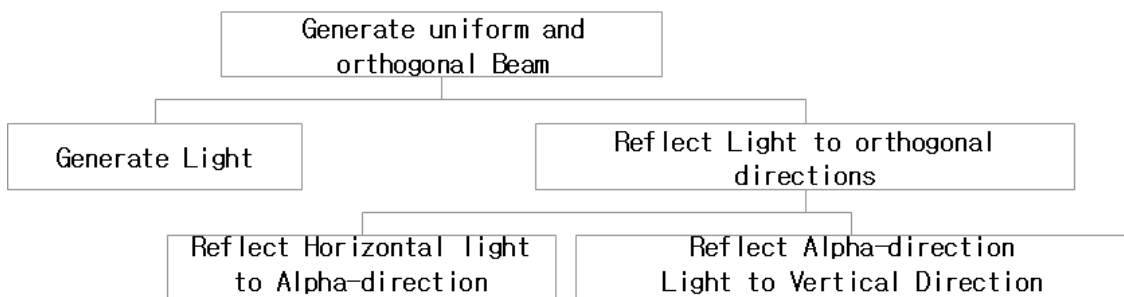 Generate uniform and
orthogonal Beam
Generate Light
Reflect Light to orthogonal
directions
Reflect Horizontal light
to Alpha-direction
Reflect Alpha-direction
Light to Vertical Direction